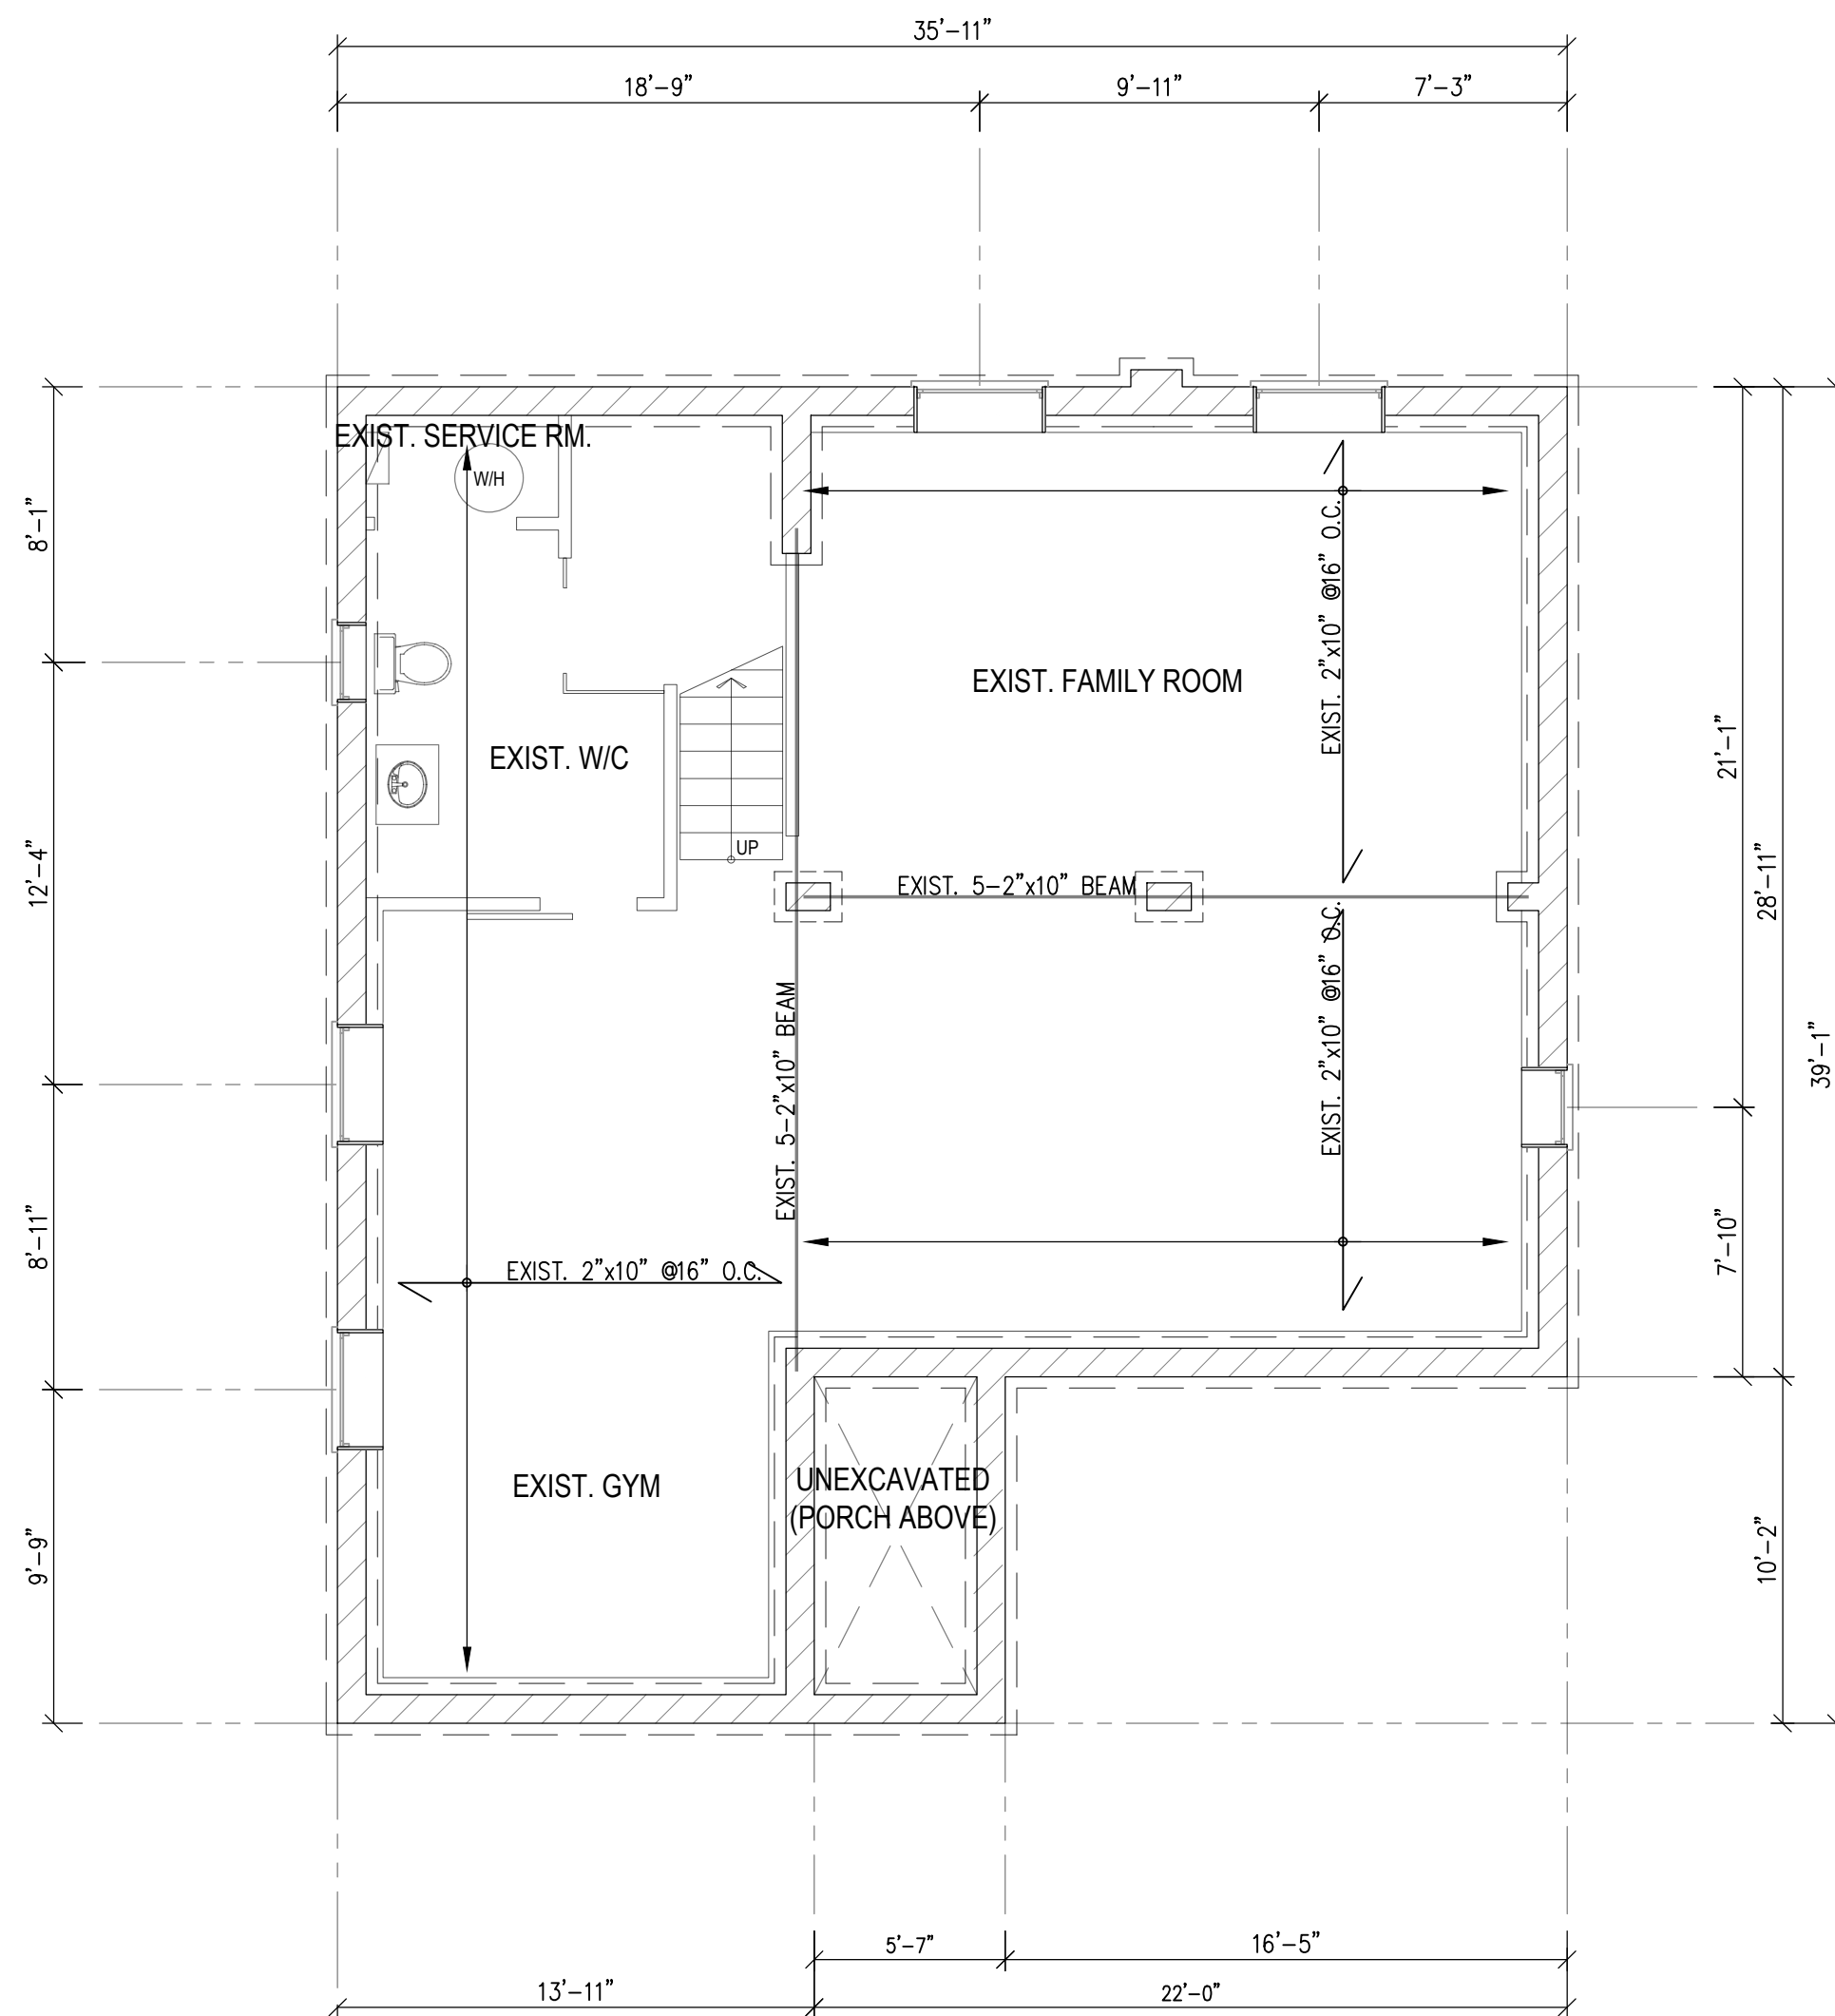 35'-11"
18'-9"
9'-11"
7'-3"
EXIST. SERVICE RM.
W/H
8'-1"
EXIST. 2"x10" @16" O.C.
EXIST. FAMILY ROOM
EXIST. W/C
21'-1"
UP
12'-4"
EXIST. 5-2"x10" BEAM
28'-11"
EXIST. 5-2"x10" BEAM
EXIST. 2"x10" @16" O.C.
39'-1"
8'-11"
7'-10"
EXIST. 2"x10" @16" O.C.
EXIST. GYM
UNEXCAVATED
(PORCH ABOVE)
9'-9"
10'-2"
5'-7"
16'-5"
13'-11"
22'-0"